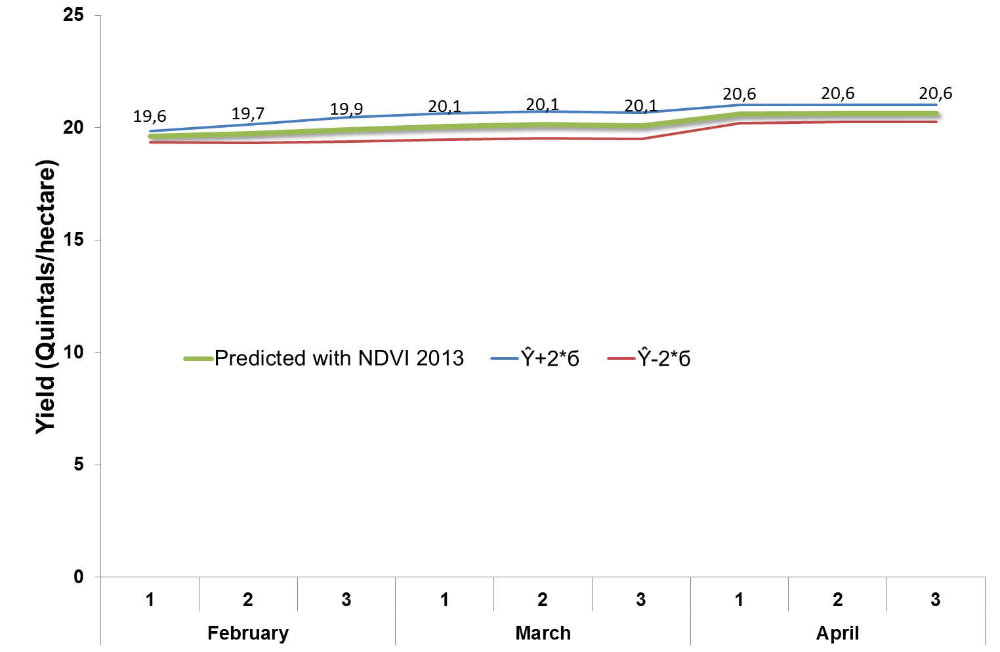 25
20
15
10
5
0
Yield (Quintals/hectare)
19,6 19,7 19,9 20,1 20,1 20,1 20,6 20,6 20,6
Predicted with NDVI 2013 Ŷ+2*б Ŷ-2*б
1 2 3 1 2 3 1 2 3
February March April